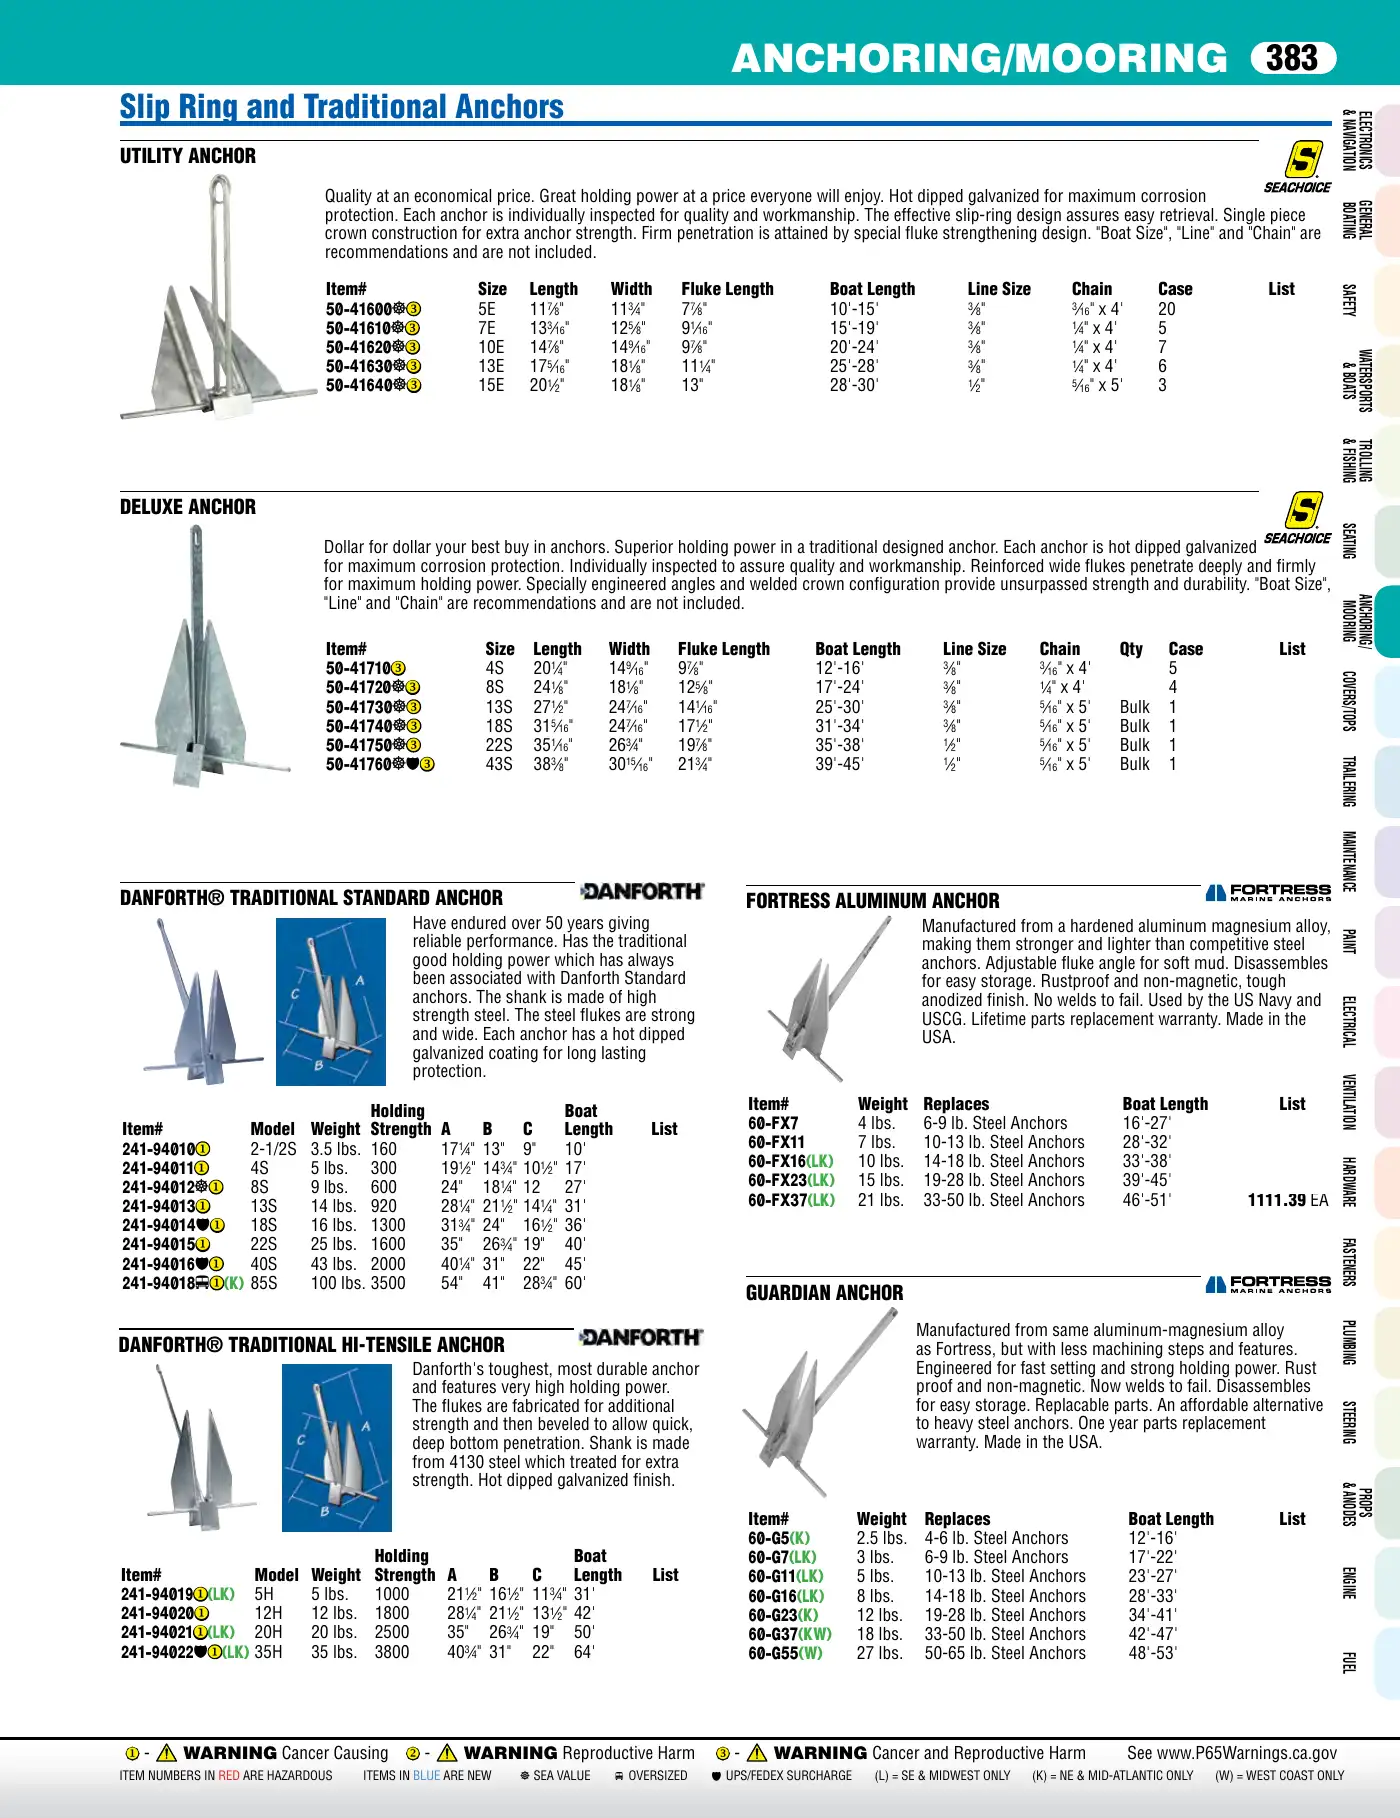 ANCHORING/MOORING 383
Slip Ring and Traditional Anchors
UTILITY ANCHOR
SEACHOICE
Quality at an economical price. Great holding power at a price everyone will enjoy. Hot dipped galvanized for maximum corrosion
protection. Each anchor is individually inspected for quality and workmanship. The effective slip-ring design assures easy retrieval. Single piece
crown construction for extra anchor strength. Firm penetration is attained by special fluke strengthening design. "Boat Size", "Line" and "Chain" are
recommendations and are not included.
Item# Size Length Width Fluke Length Boat Length Line Size Chain Case List
50-41600③ 5E 11⅞" 11¾" 7⅞" 10'-15' ⅜" 3⁄16" x 4' 20
50-41610③ 7E 133⁄16" 12⅝" 91⁄16" 15'-19' ⅜" ¼" x 4' 5
50-41620③ 10E 14⅞" 149⁄16" 9⅞" 20'-24' ⅜" ¼" x 4' 7
50-41630③ 13E 175⁄16" 18⅛" 11¼" 25'-28' ⅜" ¼" x 4' 6
50-41640③ 15E 20½" 18⅛" 13" 28'-30' ½" 5⁄16" x 5' 3
DELUXE ANCHOR
SEACHOICE
Dollar for dollar your best buy in anchors. Superior holding power in a traditional designed anchor. Each anchor is hot dipped galvanized
for maximum corrosion protection. Individually inspected to assure quality and workmanship. Reinforced wide flukes penetrate deeply and firmly
for maximum holding power. Specially engineered angles and welded crown configuration provide unsurpassed strength and durability. "Boat Size",
"Line" and "Chain" are recommendations and are not included.
Item# Size Length Width Fluke Length Boat Length Line Size Chain Qty Case List
50-41710③ 4S 20¼" 149⁄16" 9⅞" 12'-16' ⅜" 3⁄16" x 4' 5
50-41720③ 8S 24⅛" 18⅛" 12⅝" 17'-24' ⅜" ¼" x 4' 4
50-41730③ 13S 27½" 247⁄16" 141⁄16" 25'-30' ⅜" 5⁄16" x 5' Bulk 1
50-41740③ 18S 315⁄16" 247⁄16" 17½" 31'-34' ⅜" 5⁄16" x 5' Bulk 1
50-41750③ 22S 351⁄16" 26¾" 19⅞" 35'-38' ½" 5⁄16" x 5' Bulk 1
50-41760③ 43S 38⅜" 3015⁄16" 21¾" 39'-45' ½" 5⁄16" x 5' Bulk 1
DANFORTH® TRADITIONAL STANDARD ANCHOR
DANFORTH
Have endured over 50 years giving
reliable performance. Has the traditional
good holding power which has always
been associated with Danforth Standard
anchors. The shank is made of high
strength steel. The steel flukes are strong
and wide. Each anchor has a hot dipped
galvanized coating for long lasting
protection.
A
C
B
Holding Boat
Item# Model Weight Strength A B C Length List
241-94010① 2-1/2S 3.5 lbs. 160 17¼" 13" 9" 10'
241-94011① 4S 5 lbs. 300 19½" 14¾" 10½" 17'
241-94012① 8S 9 lbs. 600 24" 18¼" 12 27'
241-94013① 13S 14 lbs. 920 28¼" 21½" 14¼" 31'
241-94014① 18S 16 lbs. 1300 31¾" 24" 16½" 36'
241-94015① 22S 25 lbs. 1600 35" 26¾" 19" 40'
241-94016① 40S 43 lbs. 2000 40¼" 31" 22" 45'
241-94018①(K) 85S 100 lbs. 3500 54" 41" 28¾" 60'
DANFORTH® TRADITIONAL HI-TENSILE ANCHOR
DANFORTH
Danforth's toughest, most durable anchor
and features very high holding power.
The flukes are fabricated for additional
strength and then beveled to allow quick,
deep bottom penetration. Shank is made
from 4130 steel which treated for extra
strength. Hot dipped galvanized finish.
A
C
B
Holding Boat
Item# Model Weight Strength A B C Length List
241-94019①(LK) 5H 5 lbs. 1000 21½" 16½" 11¾" 31'
241-94020① 12H 12 lbs. 1800 28¼" 21½" 13½" 42'
241-94021①(LK) 20H 20 lbs. 2500 35" 26¾" 19" 50'
241-94022①(LK) 35H 35 lbs. 3800 40¾" 31" 22" 64'
FORTRESS ALUMINUM ANCHOR
FORTRESS
MARINE ANCHORS
Manufactured from a hardened aluminum magnesium alloy,
making them stronger and lighter than competitive steel
anchors. Adjustable fluke angle for soft mud. Disassembles
for easy storage. Rustproof and non-magnetic, tough
anodized finish. No welds to fail. Used by the US Navy and
USCG. Lifetime parts replacement warranty. Made in the
USA.
Item# Weight Replaces Boat Length List
60-FX7 4 lbs. 6-9 lb. Steel Anchors 16'-27'
60-FX11 7 lbs. 10-13 lb. Steel Anchors 28'-32'
60-FX16(LK) 10 lbs. 14-18 lb. Steel Anchors 33'-38'
60-FX23(LK) 15 lbs. 19-28 lb. Steel Anchors 39'-45'
60-FX37(LK) 21 lbs. 33-50 lb. Steel Anchors 46'-51' 1111.39 EA
GUARDIAN ANCHOR
FORTRESS
MARINE ANCHORS
Manufactured from same aluminum-magnesium alloy
as Fortress, but with less machining steps and features.
Engineered for fast setting and strong holding power. Rust
proof and non-magnetic. Now welds to fail. Disassembles
for easy storage. Replacable parts. An affordable alternative
to heavy steel anchors. One year parts replacement
warranty. Made in the USA.
Item# Weight Replaces Boat Length List
60-G5(K) 2.5 lbs. 4-6 lb. Steel Anchors 12'-16'
60-G7(LK) 3 lbs. 6-9 lb. Steel Anchors 17'-22'
60-G11(LK) 5 lbs. 10-13 lb. Steel Anchors 23'-27'
60-G16(LK) 8 lbs. 14-18 lb. Steel Anchors 28'-33'
60-G23(K) 12 lbs. 19-28 lb. Steel Anchors 34'-41'
60-G37(KW) 18 lbs. 33-50 lb. Steel Anchors 42'-47'
60-G55(W) 27 lbs. 50-65 lb. Steel Anchors 48'-53'
ELECTRONICS
& NAVIGATION
GENERAL
BOATING
SAFETY
WATERSPORTS
& BOATS
TROLLING
& FISHING
SEATING
ANCHORING/
MOORING
COVERS/TOPS
TRAILERING
MAINTENANCE
PAINT
ELECTRICAL
VENTILATION
HARDWARE
FASTENERS
PLUMBING
STEERING
PROPS
& ANODES
ENGINE
FUEL
① - WARNING Cancer Causing ② - WARNING Reproductive Harm ③ - WARNING Cancer and Reproductive Harm See www.P65Warnings.ca.gov
ITEM NUMBERS IN RED ARE HAZARDOUS ITEMS IN BLUE ARE NEW SEA VALUE OVERSIZED UPS/FEDEX SURCHARGE (L) = SE & MIDWEST ONLY (K) = NE & MID-ATLANTIC ONLY (W) = WEST COAST ONLY